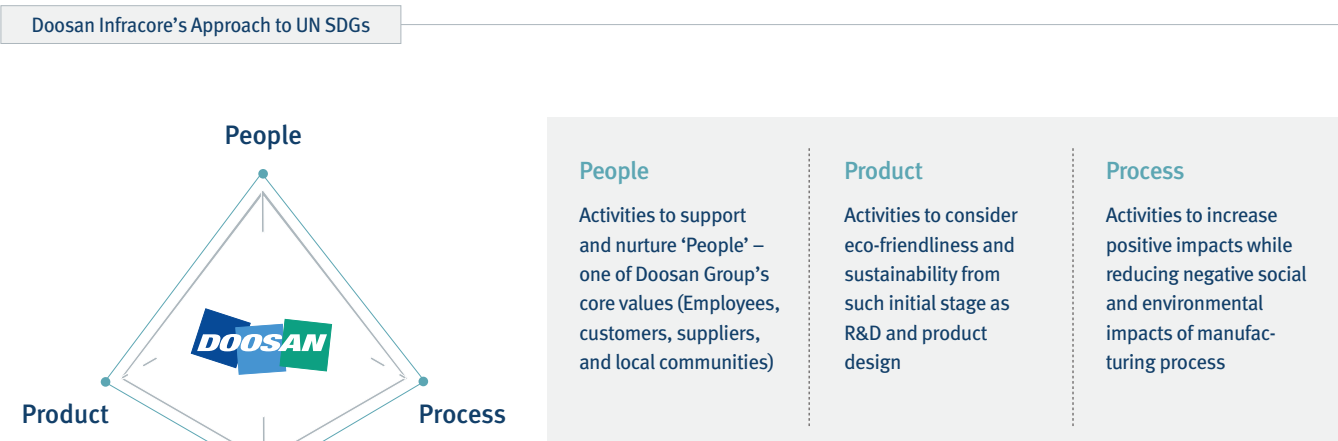 Doosan Infracore’s Approach to UN SDGs
People
DOOSAN
Product
Process
People
Activities to support
and nurture ‘People’ –
one of Doosan Group’s
core values (Employees,
customers, suppliers,
and local communities)
Product
Activities to consider
eco-friendliness and
sustainability from
such initial stage as
R&D and product
design
Process
Activities to increase
positive impacts while
reducing negative social
and environmental
impacts of manufac-
turing process